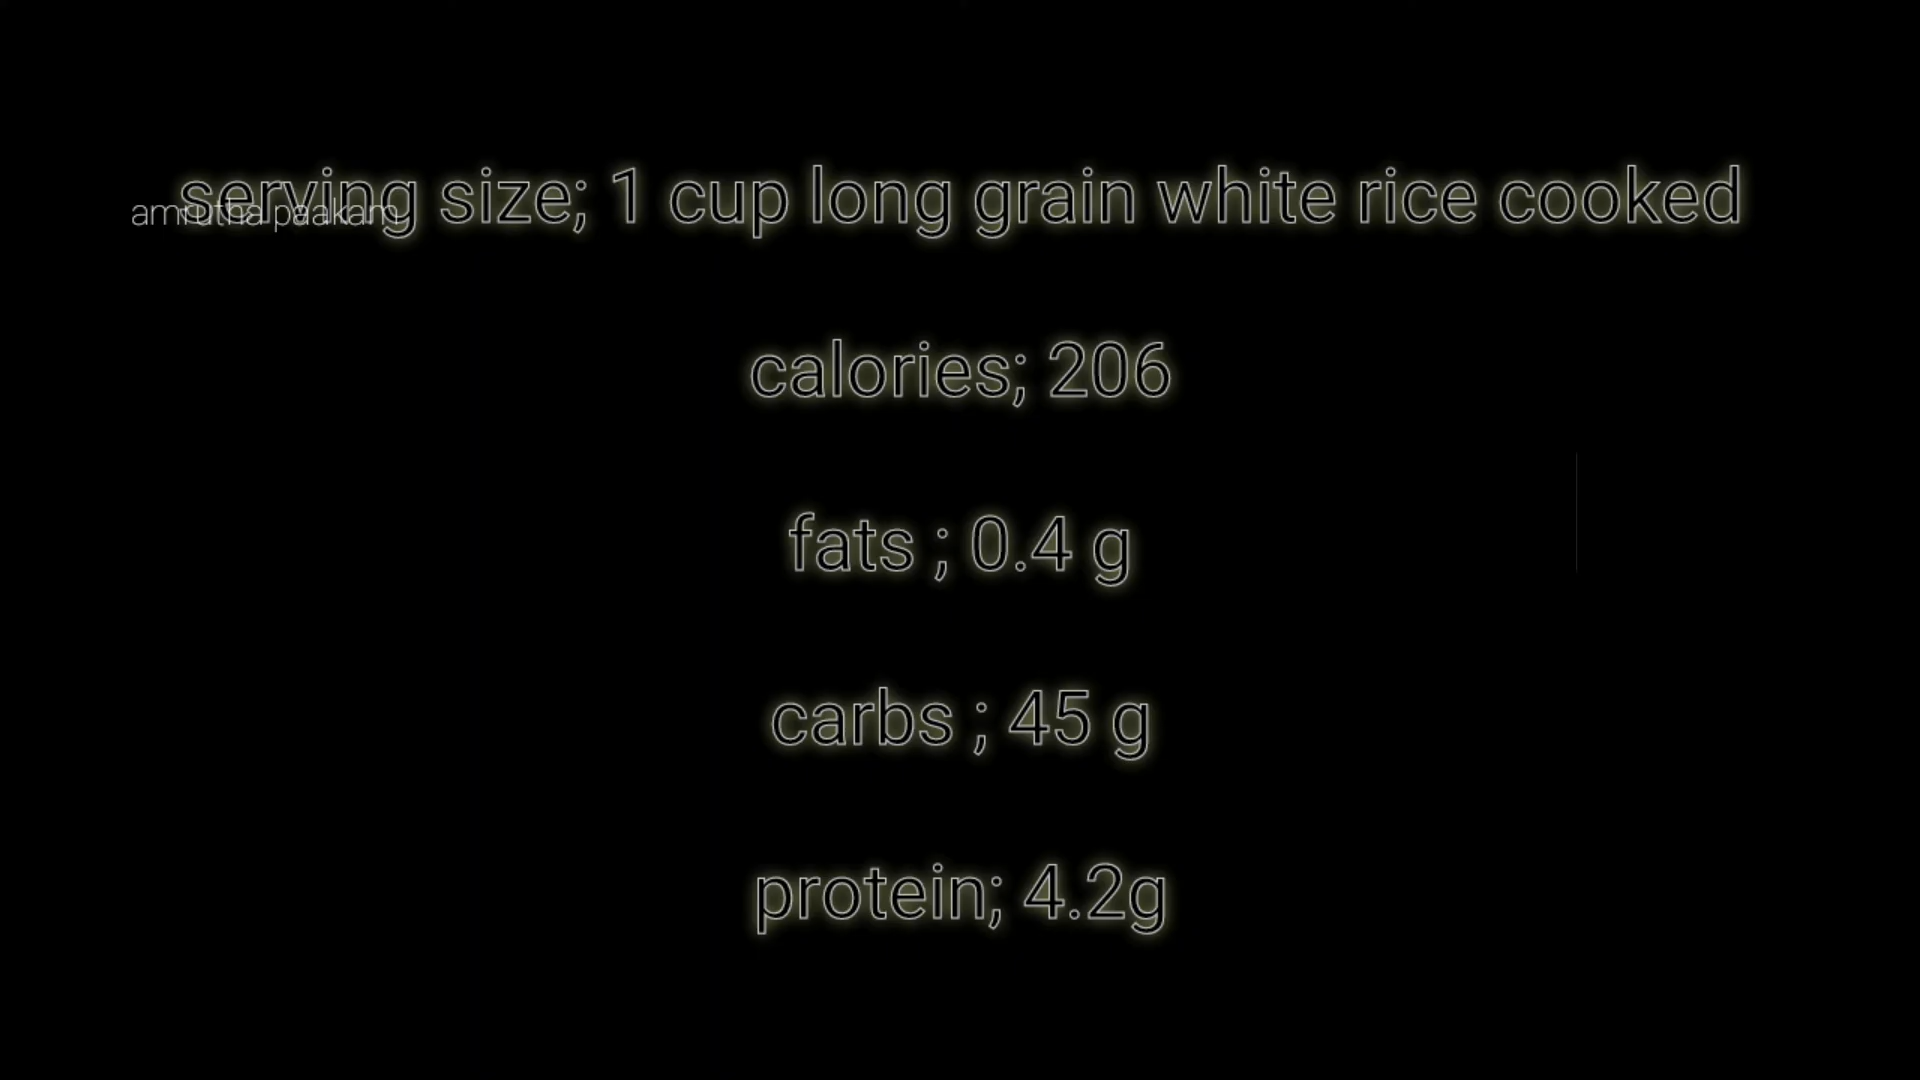 serving size; 1 cup long grain white rice cooked
amrutha paakam
calories; 206
fats ; 0.4 g
carbs ; 45 g
protein; 4.2g